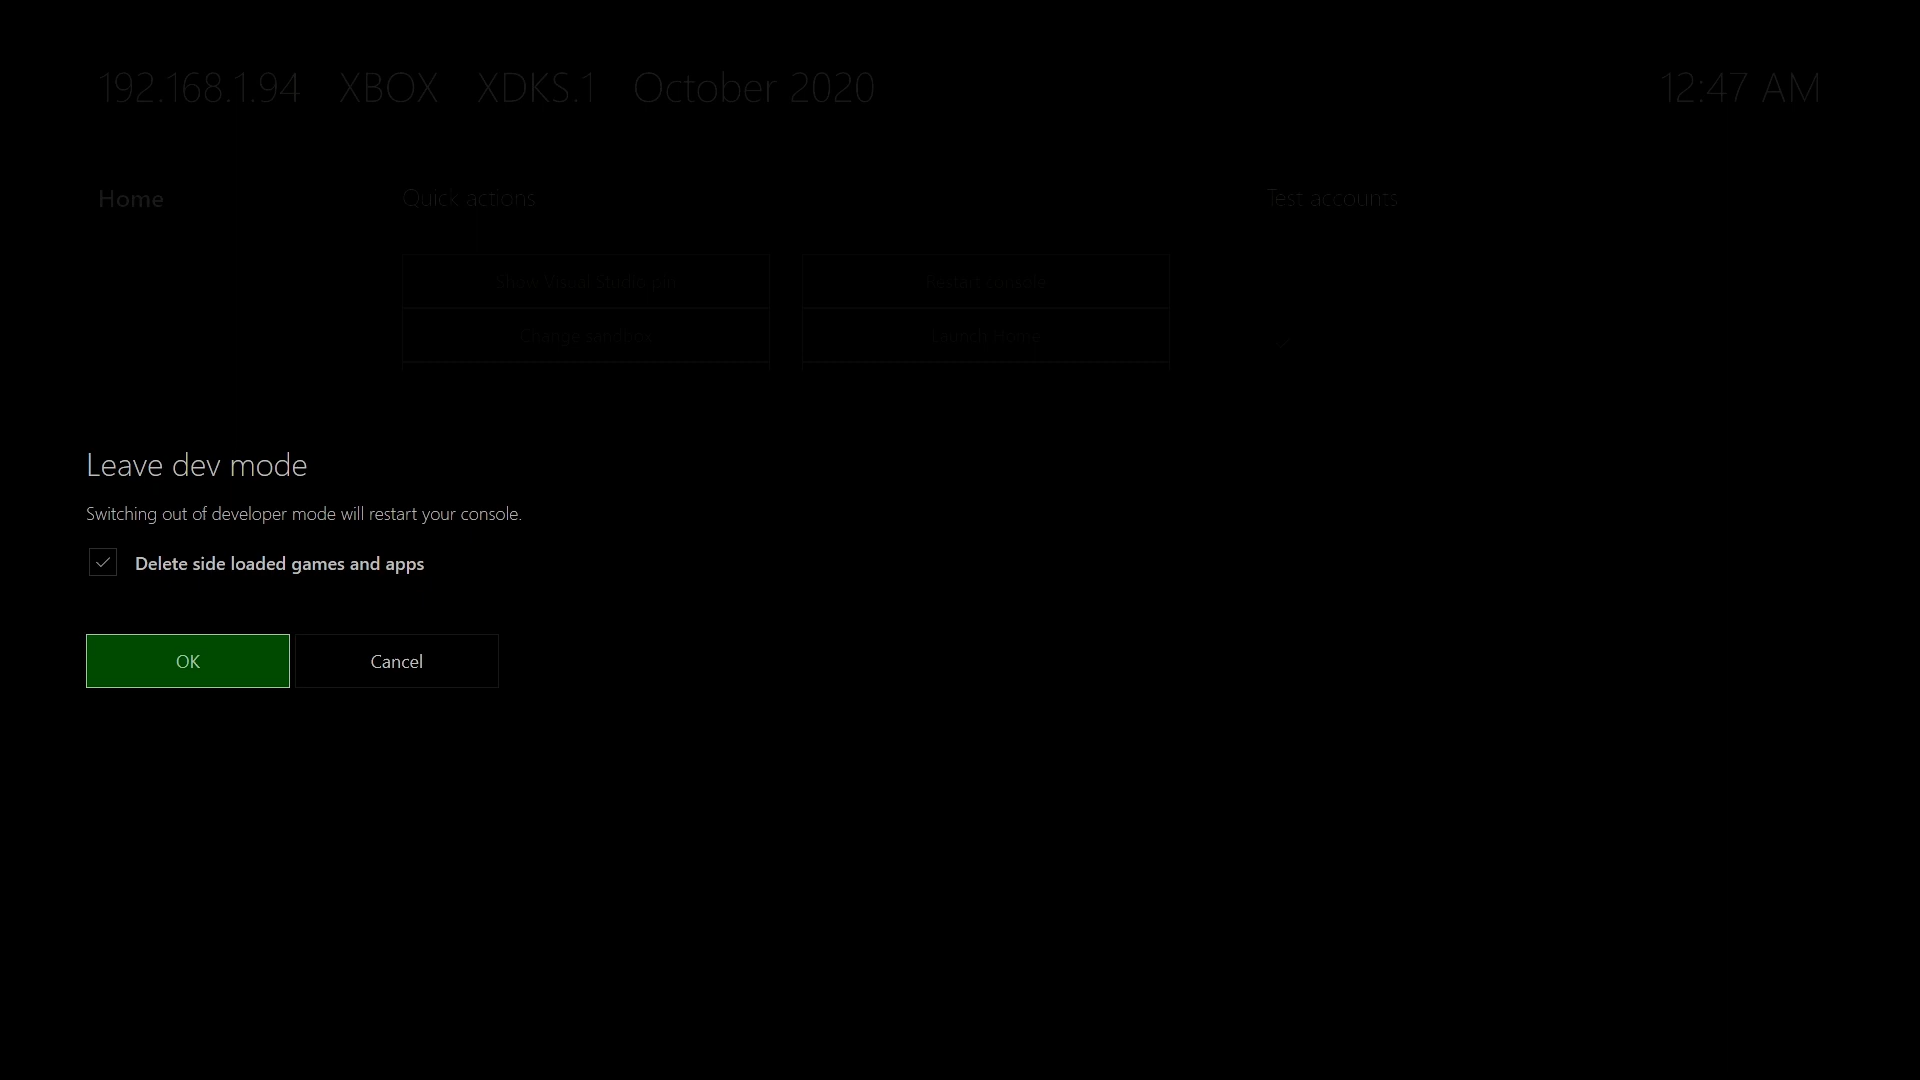 192.168.1.94 XBOX XDKS.1 October 2020 12:47 AM
Home Quick actions Test accounts
Show Visual Studio pin Restart console
Change sandbox Launch Home
Leave dev mode
Switching out of developer mode will restart your console.
Delete side loaded games and apps
OK Cancel